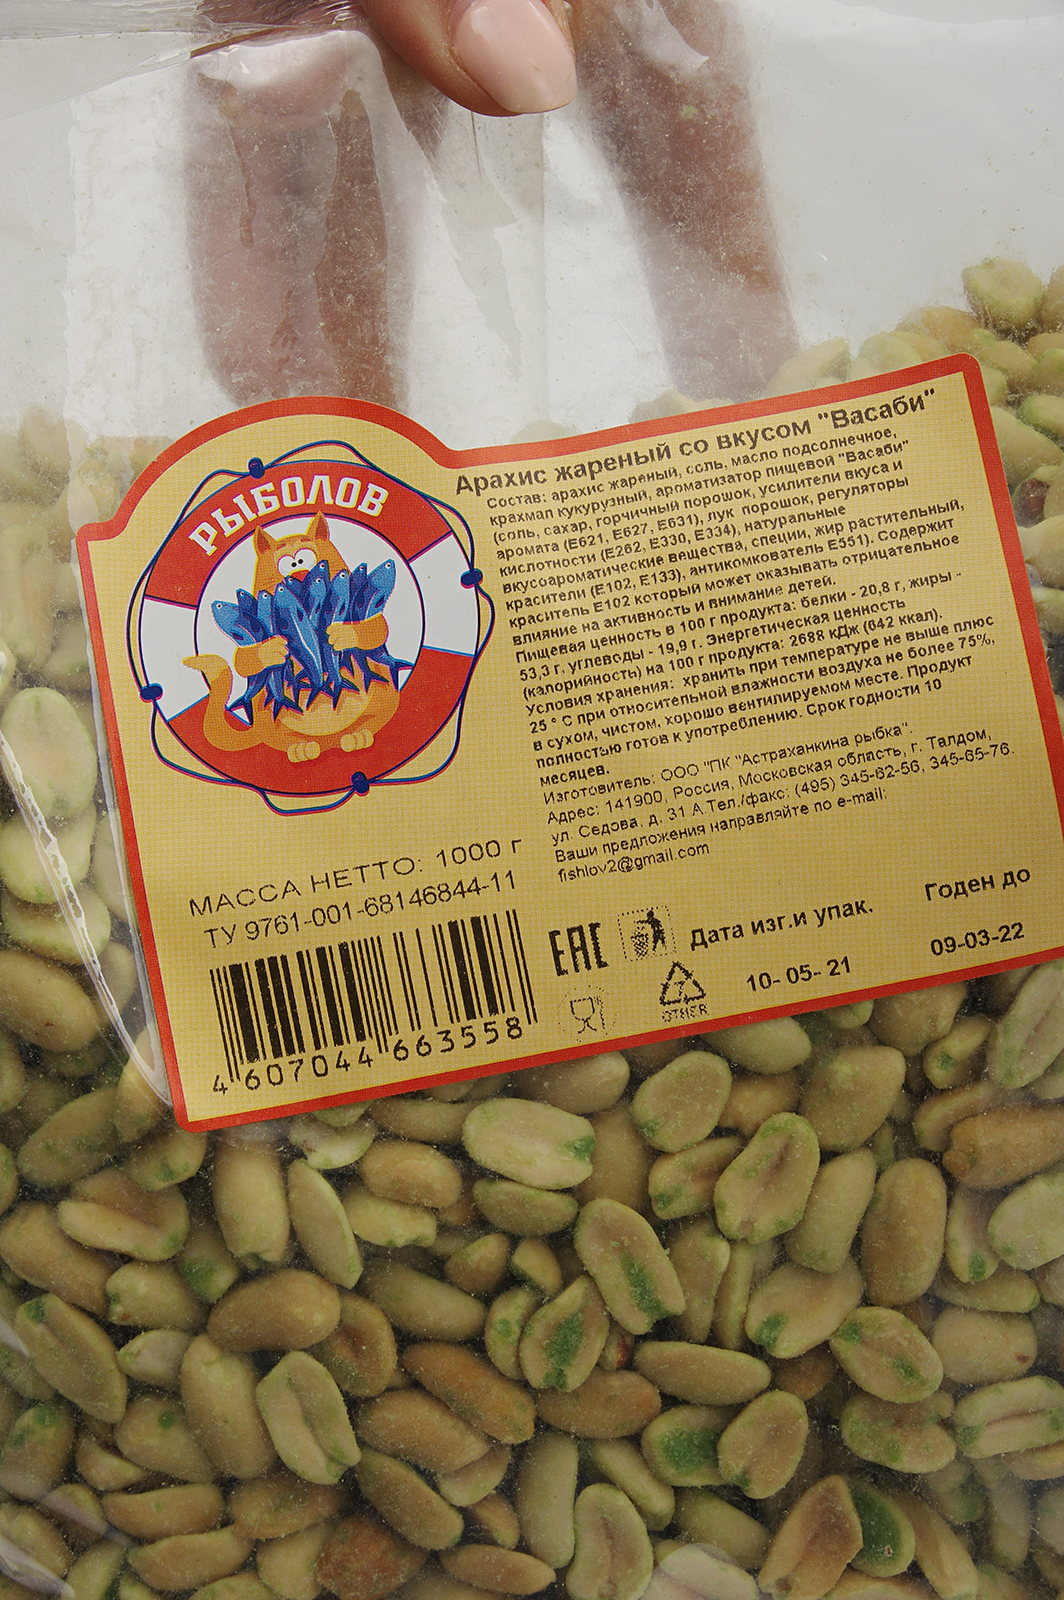 РЫБОЛОВ
Арахис жареный со вкусом "Васаби"
Состав: арахис жареный, соль, масло подсолнечное,
крахмал кукурузный, ароматизатор пищевой "Васаби"
(соль, сахар, горчичный порошок, усилители вкуса и
аромата (Е621, Е627, Е631), лук порошок, регуляторы
кислотности (Е262, Е330, Е334), натуральные
вкусоароматические вещества, специи, жир растительный,
красители (Е102, Е133), антикомкователь Е551). Содержит
краситель Е102 который может оказывать отрицательное
влияние на активность и внимание детей.
Пищевая ценность в 100 г продукта: белки - 20,8 г, жиры -
53,3 г, углеводы - 19,9 г. Энергетическая ценность
(калорийность) на 100 г продукта: 2688 кДж (642 ккал).
Условия хранения: хранить при температуре не выше плюс
25 ° С при относительной влажности воздуха не более 75%,
в сухом, чистом, хорошо вентилируемом месте. Продукт
полностью готов к употреблению. Срок годности 10
месяцев.
Изготовитель: ООО "ПК "Астраханкина рыбка".
Адрес: 141900, Россия, Московская область, г. Талдом,
ул. Седова, д. 31 А.Тел./факс: (495) 345-62-56, 345-65-76.
Ваши предложения направляйте по e-mail:
fishlov2@gmail.com
МАССА НЕТТО: 1000 г
ТУ 9761-001-68146844-11
4 607044 663558
EAC
7
OTHER
Дата изг.и упак.
10- 05- 21
Годен до
09-03-22